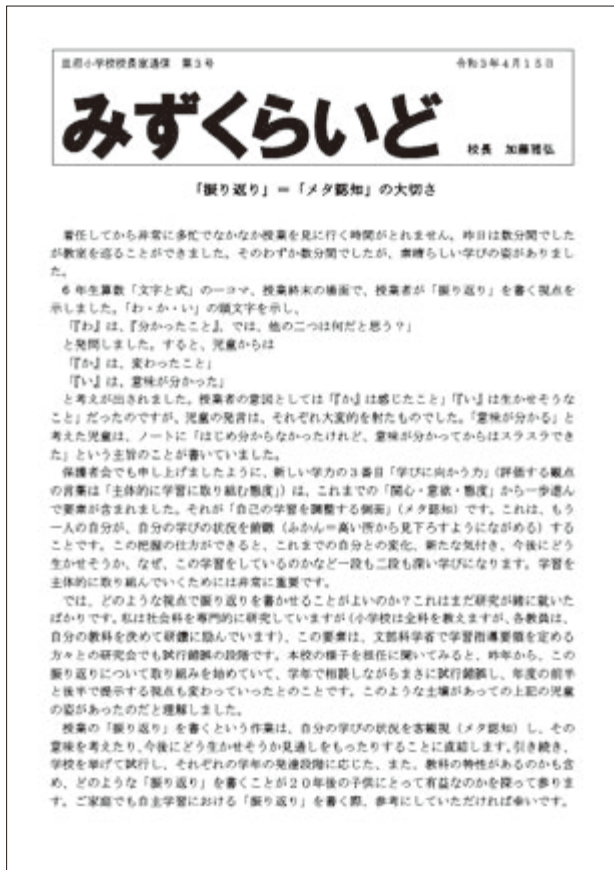 小学校校長室通信 第3号
令和3年4月15日
みずくらいど
校長 加藤雅弘
「振り返り」=「メタ認知」の大切さ
着任してから非常に多忙でなかなか授業を見に行く時間がとれません。昨日は数分間でした
が教室を巡ることができました。そのわずか数分間でしたが、素晴らしい学びの姿がありまし
た。
6年生算数「文字と式」の一コマ、授業終末の場面で、授業者が「振り返り」を書く視点を
示しました。「わ・か・い」の頭文字を示し、
「『わ』は、『分かったこと』、では、他の二つは何だと思う?」
と発問しました。すると、児童からは
「『か』は、変わったこと」
「『い』は、意味が分かった」
と考えが出されました。授業者の意図としては「『か』は感じたこと」「『い』は生かせそうな
こと」だったのですが、児童の発言は、それぞれ大変的を射たものでした。「意味が分かる」と
考えた児童は、ノートに「はじめ分からなかったけれど、意味が分かってからはスラスラでき
た」という主旨のことが書いていました。
保護者会でも申し上げましたように、新しい学力の3番目「学びに向かう力」(評価する観点
の言葉は「主体的に学習に取り組む態度」)は、これまでの「関心・意欲・態度」から一歩進ん
で要素が含まれました。それが「自己の学習を調整する側面」(メタ認知)です。これは、もう
一人の自分が、自分の学びの状況を俯瞰(ふかん=高い所から見下ろすようにながめる)する
ことです。この把握の仕方ができると、これまでの自分との変化、新たな気付き、今後にどう
生かせそうか、なぜ、この学習をしているのかなど一段も二段も深い学びになります。学習を
主体的に取り組んでいくためには非常に重要です。
では、どのような視点で振り返りを書かせることがよいのか?これはまだ研究が緒に就いた
ばかりです。私は社会科を専門的に研究していますが(小学校は全科を教えますが、各教員は、
自分の教科を決めて研鑽に励んでいます)、この要素は、文部科学省で学習指導要領を定める
方々との研究会でも試行錯誤の段階です。本校の様子を担任に聞いてみると、昨年から、この
振り返りについて取り組みを始めていて、学年で相談しながらまさに試行錯誤し、年度の前半
と後半で提示する視点も変わっていったとのことです。このような土壌があっての上記の児童
の姿があったのだと理解しました。
授業の「振り返り」を書くという作業は、自分の学びの状況を客観視(メタ認知)し、その
意味を考えたり、今後にどう生かせそうか見通しをもったりすることに直結します。引き続き、
学校を挙げて試行し、それぞれの学年の発達段階に応じた、また、教科の特性があるのかも含
め、どのような「振り返り」を書くことが20年後の子供にとって有益なのかを探って参りま
す。ご家庭でも自主学習における「振り返り」を書く際、参考にしていただければ幸いです。